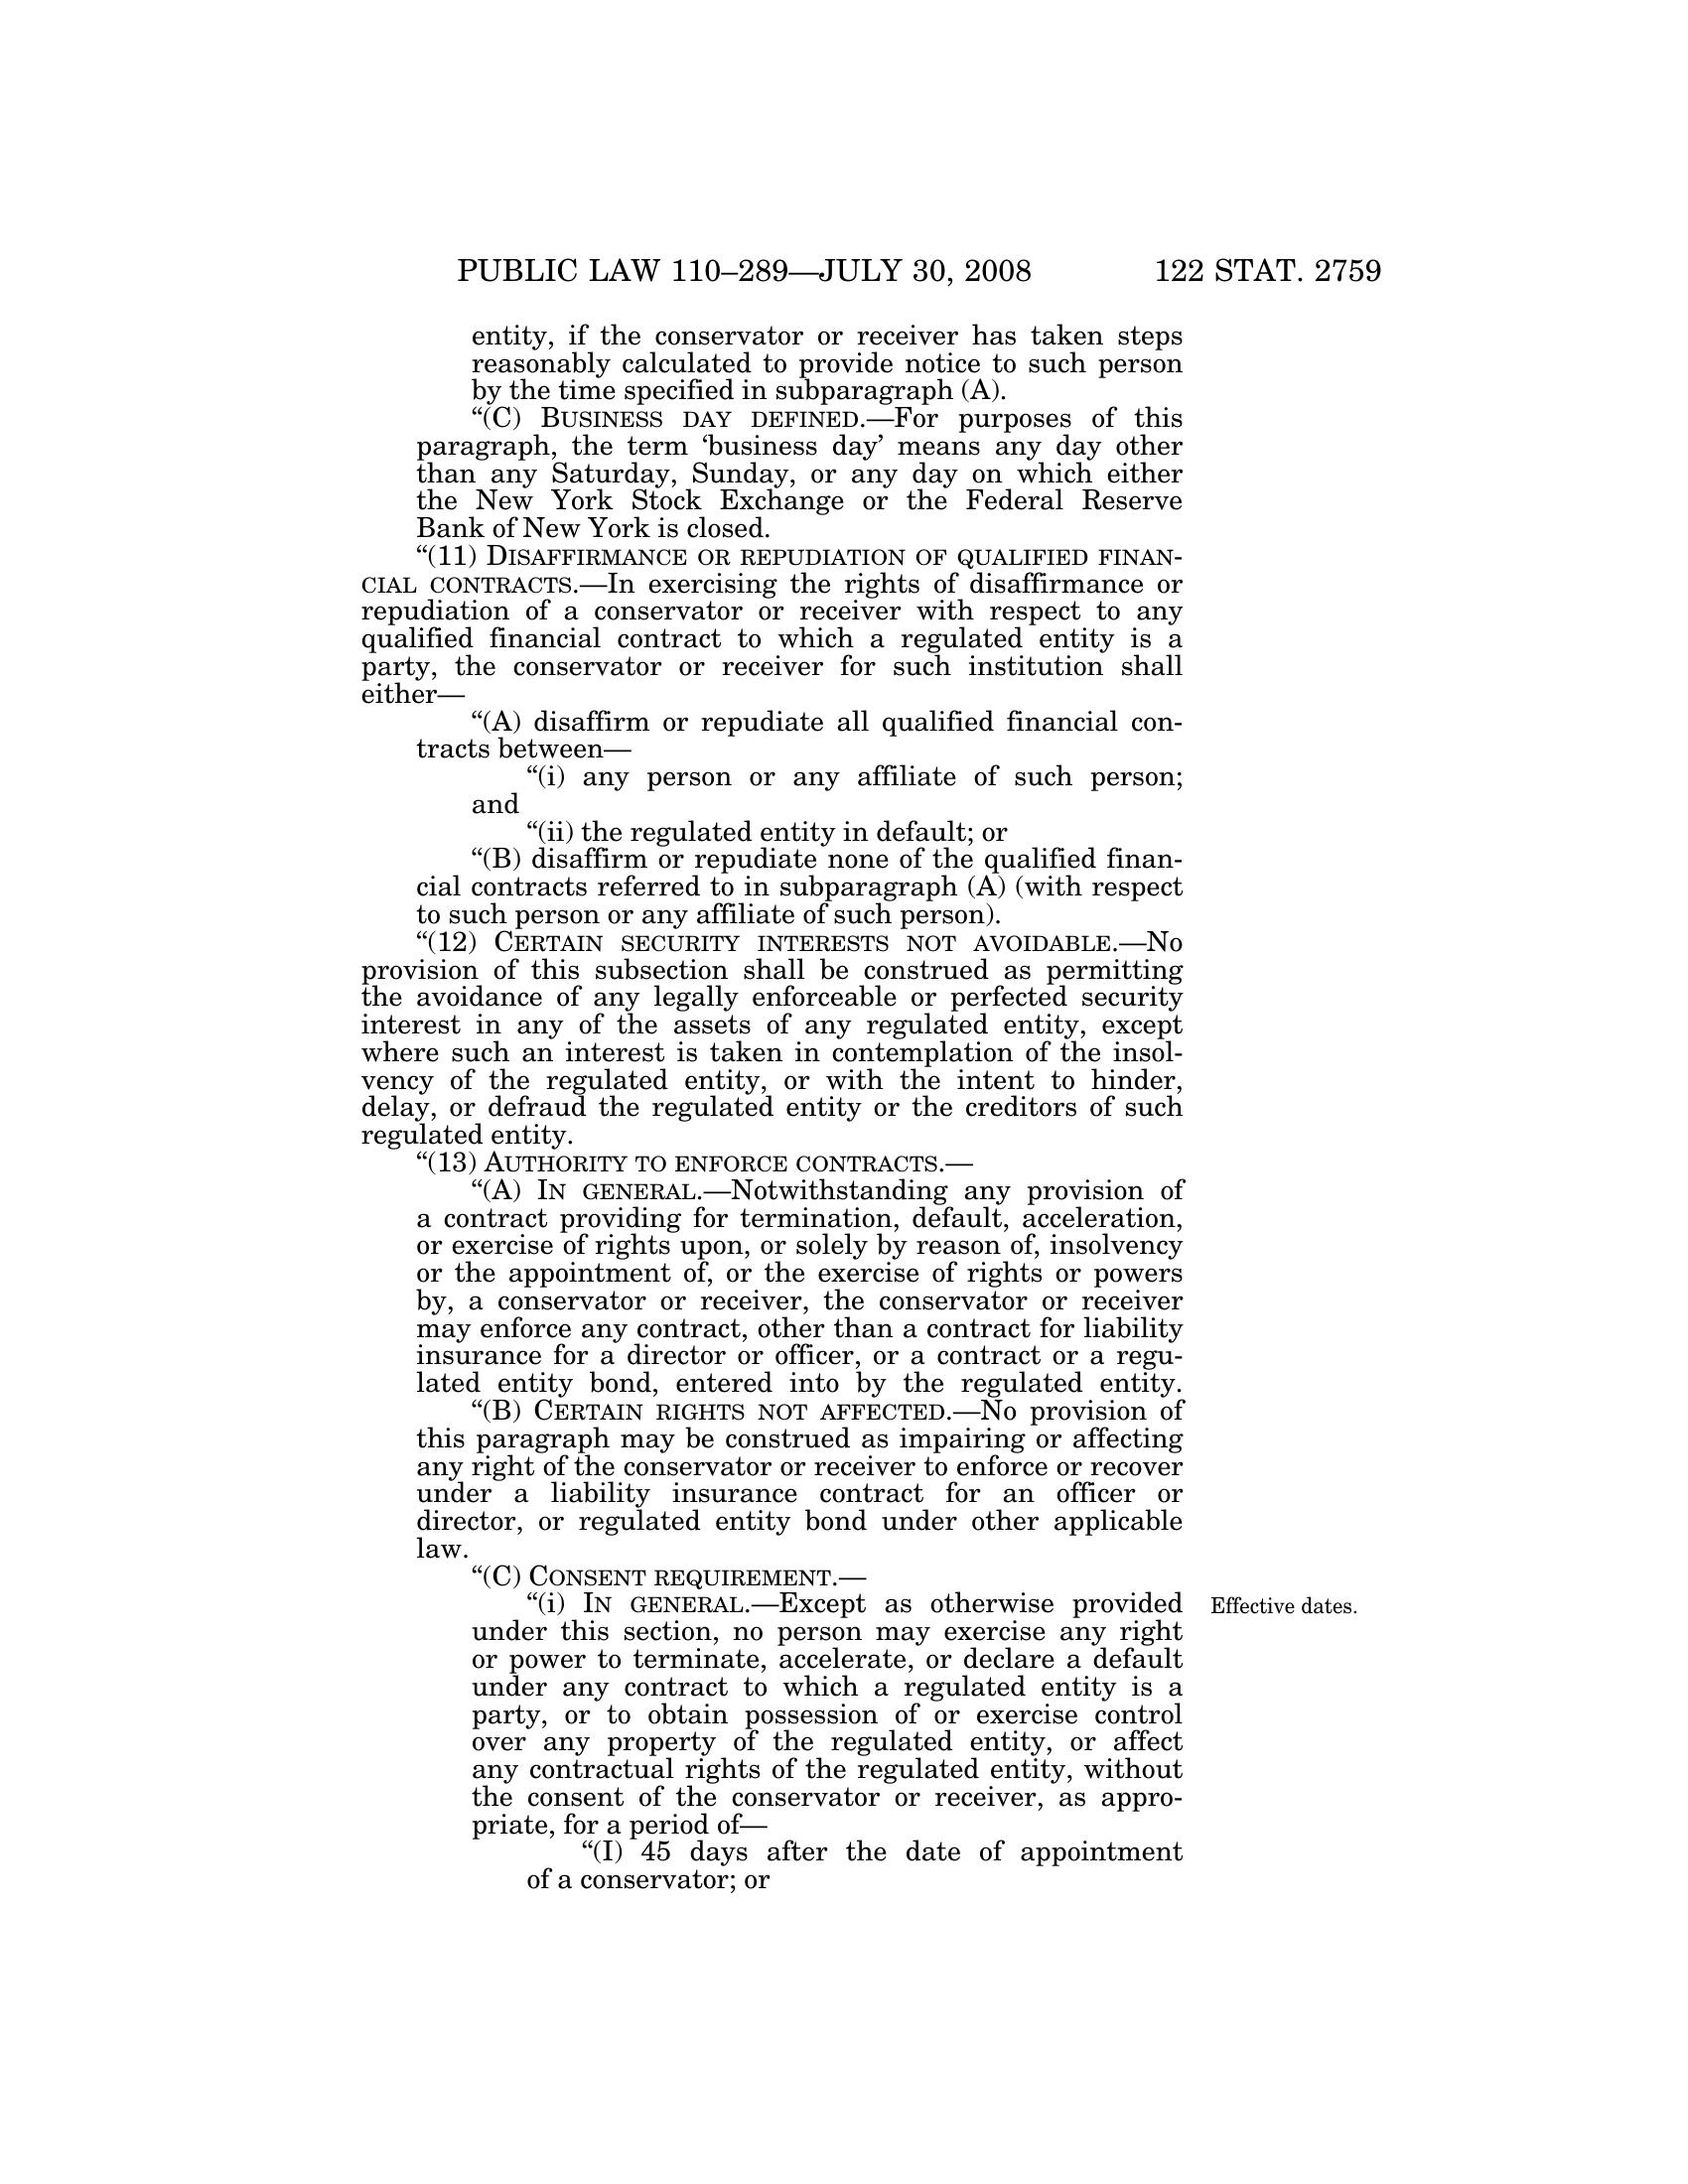 PUBLIC LAW 110–289—JULY 30, 2008 122 STAT. 2759
entity, if the conservator or receiver has taken steps
reasonably calculated to provide notice to such person
by the time specified in subparagraph (A).
“(C) BUSINESS DAY DEFINED.—For purposes of this
paragraph, the term ‘business day’ means any day other
than any Saturday, Sunday, or any day on which either
the New York Stock Exchange or the Federal Reserve
Bank of New York is closed.
“(11) DISAFFIRMANCE OR REPUDIATION OF QUALIFIED FINAN-
CIAL CONTRACTS.—In exercising the rights of disaffirmance or
repudiation of a conservator or receiver with respect to any
qualified financial contract to which a regulated entity is a
party, the conservator or receiver for such institution shall
either—
“(A) disaffirm or repudiate all qualified financial con-
tracts between—
“(i) any person or any affiliate of such person;
and
“(ii) the regulated entity in default; or
“(B) disaffirm or repudiate none of the qualified finan-
cial contracts referred to in subparagraph (A) (with respect
to such person or any affiliate of such person).
“(12) CERTAIN SECURITY INTERESTS NOT AVOIDABLE.—No
provision of this subsection shall be construed as permitting
the avoidance of any legally enforceable or perfected security
interest in any of the assets of any regulated entity, except
where such an interest is taken in contemplation of the insol-
vency of the regulated entity, or with the intent to hinder,
delay, or defraud the regulated entity or the creditors of such
regulated entity.
“(13) AUTHORITY TO ENFORCE CONTRACTS.—
“(A) IN GENERAL.—Notwithstanding any provision of
a contract providing for termination, default, acceleration,
or exercise of rights upon, or solely by reason of, insolvency
or the appointment of, or the exercise of rights or powers
by, a conservator or receiver, the conservator or receiver
may enforce any contract, other than a contract for liability
insurance for a director or officer, or a contract or a regu-
lated entity bond, entered into by the regulated entity.
“(B) CERTAIN RIGHTS NOT AFFECTED.—No provision of
this paragraph may be construed as impairing or affecting
any right of the conservator or receiver to enforce or recover
under a liability insurance contract for an officer or
director, or regulated entity bond under other applicable
law.
“(C) CONSENT REQUIREMENT.—
“(i) IN GENERAL.—Except as otherwise provided
Effective dates.
under this section, no person may exercise any right
or power to terminate, accelerate, or declare a default
under any contract to which a regulated entity is a
party, or to obtain possession of or exercise control
over any property of the regulated entity, or affect
any contractual rights of the regulated entity, without
the consent of the conservator or receiver, as appro-
priate, for a period of—
“(I) 45 days after the date of appointment
of a conservator; or